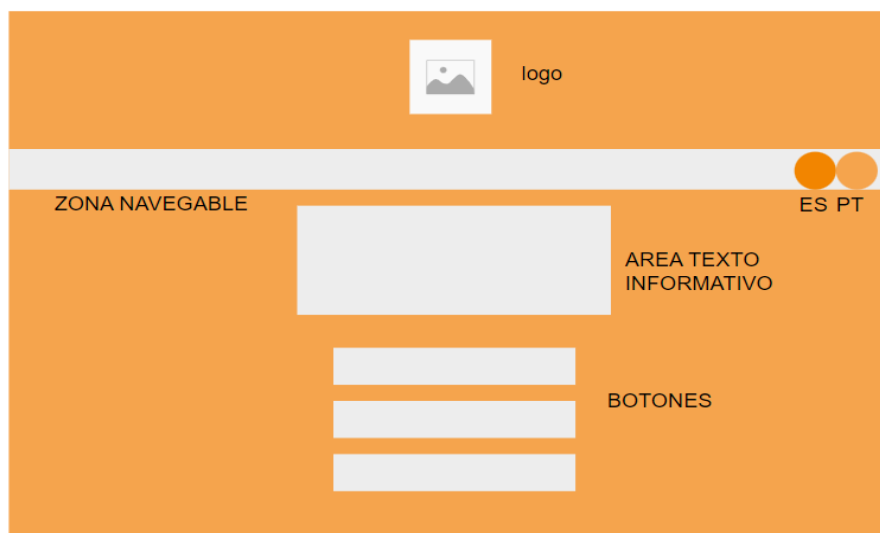 logo
ZONA NAVEGABLE
ES PT
AREA TEXTO
INFORMATIVO
BOTONES